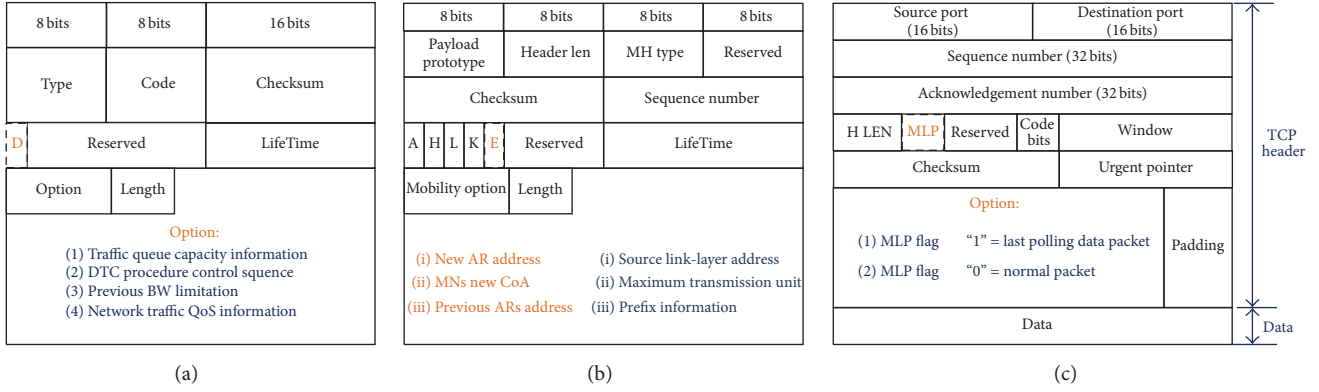 8 bits 8 bits 16 bits
Type Code Checksum
D Reserved LifeTime
Option Length
Option:
(1) Traffic queue capacity information
(2) DTC procedure control squence
(3) Previous BW limitation
(4) Network traffic QoS information
(a)
8 bits 8 bits 8 bits 8 bits
Payload
prototype Header len MH type Reserved
Checksum Sequence number
A H L K E Reserved LifeTime
Mobility option Length
(i) New AR address (i) Source link-layer address
(ii) MNs new CoA (ii) Maximum transmission unit
(iii) Previous ARs address (iii) Prefix information
(b)
Source port Destination port
(16 bits) (16 bits)
Sequence number (32 bits)
Acknowledgement number (32 bits)
H LEN MLP Reserved Code
bits Window
Checksum Urgent pointer
Option:
(1) MLP flag “1” = last polling data packet
(2) MLP flag “0” = normal packet
Padding
Data
TCP
header
Data
(c)